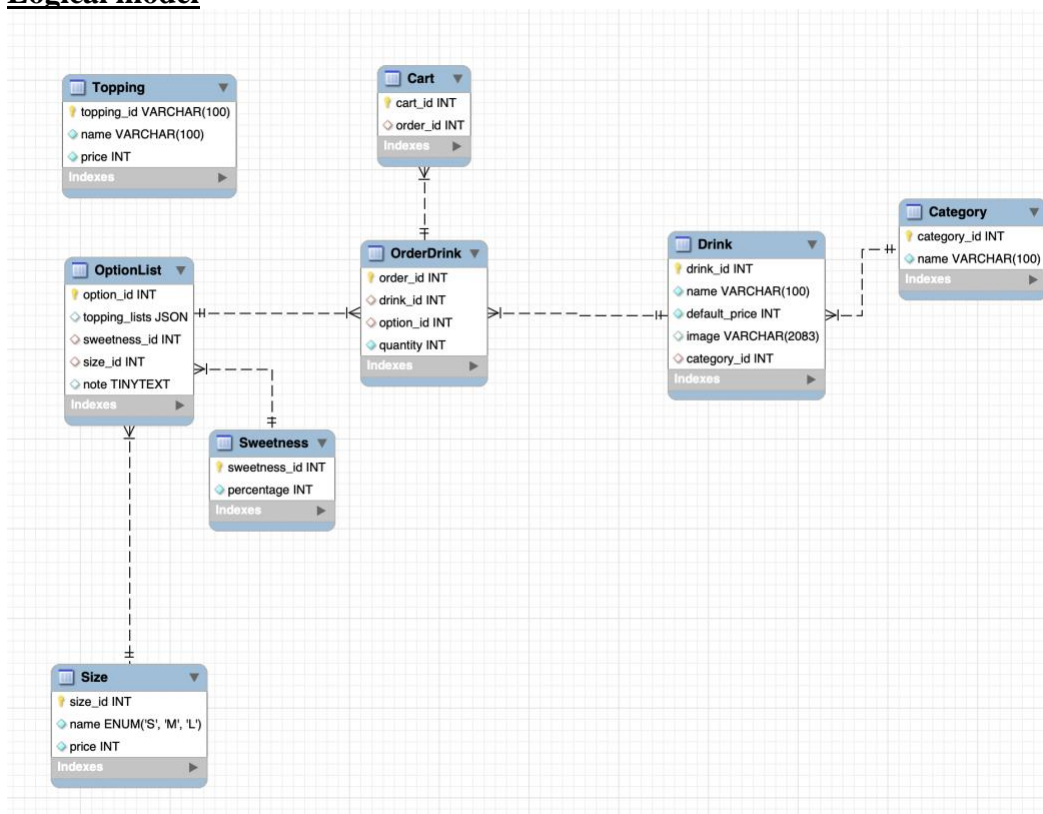 Logical model
Topping
topping_id VARCHAR(100)
name VARCHAR(100)
price INT
Indexes
Cart
cart_id INT
order_id INT
Indexes
Category
category_id INT
name VARCHAR(100)
Indexes
OptionList
option_id INT
topping_lists JSON
sweetness_id INT
size_id INT
note TINYTEXT
Indexes
OrderDrink
order_id INT
drink_id INT
option_id INT
quantity INT
Indexes
Drink
drink_id INT
name VARCHAR(100)
default_price INT
image VARCHAR(2083)
category_id INT
Indexes
Sweetness
sweetness_id INT
percentage INT
Indexes
Size
size_id INT
name ENUM('S', 'M', 'L')
price INT
Indexes